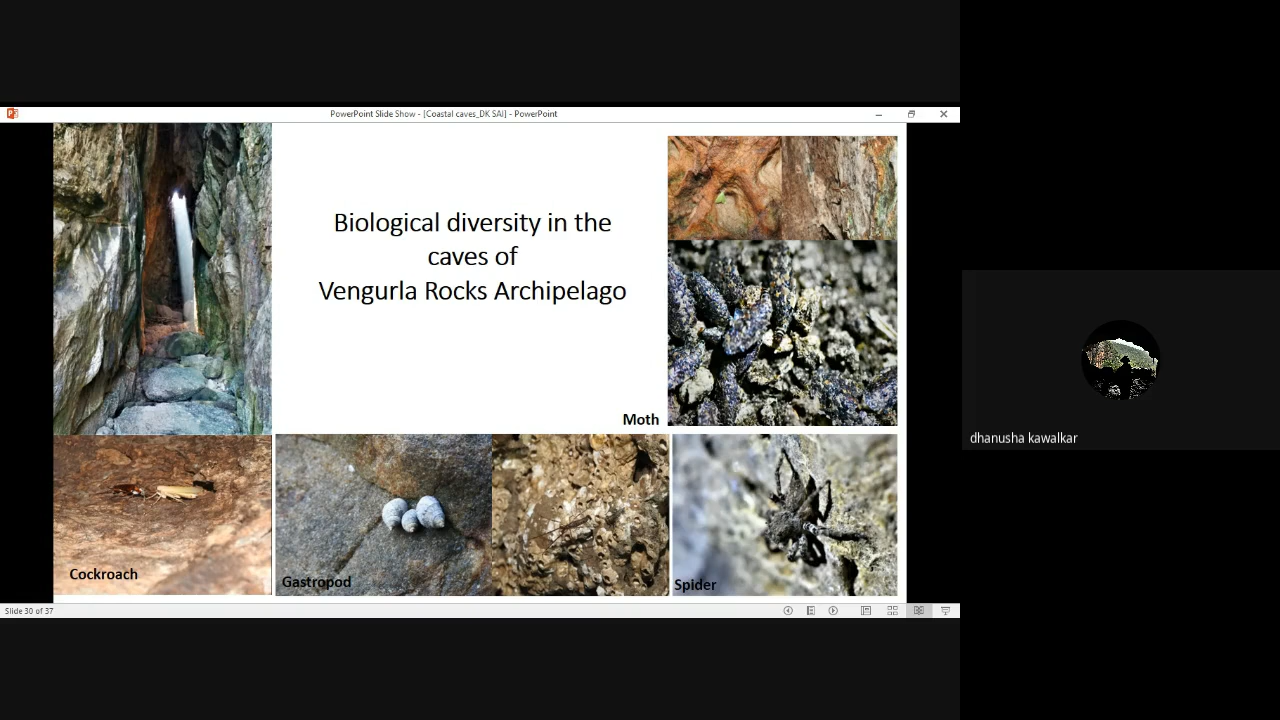 PowerPoint Slide Show - [Coastal caves_DK SAI] - PowerPoint
Biological diversity in the
caves of
Vengurla Rocks Archipelago
Moth
Cockroach
Gastropod
Spider
dhanusha kawalkar
Slide 30 of 37